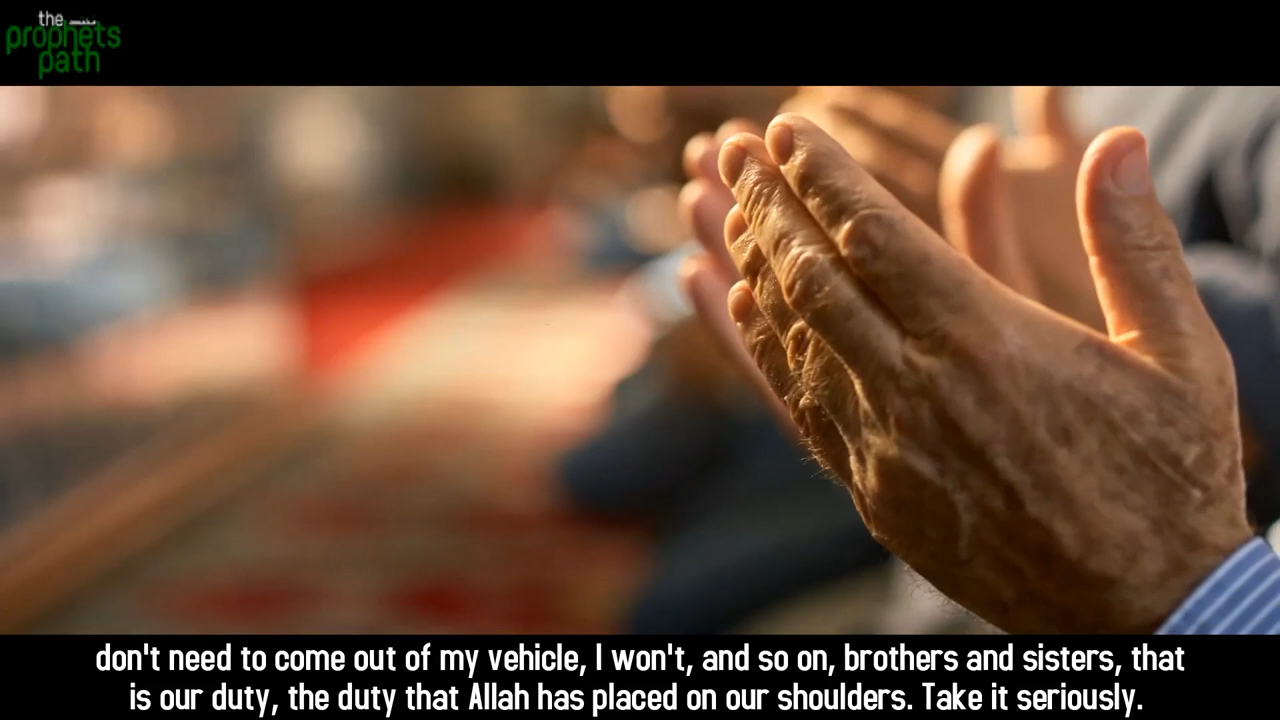 the
prophets
path
don't need to come out of my vehicle, I won't, and so on, brothers and sisters, that
is our duty, the duty that Allah has placed on our shoulders. Take it seriously.